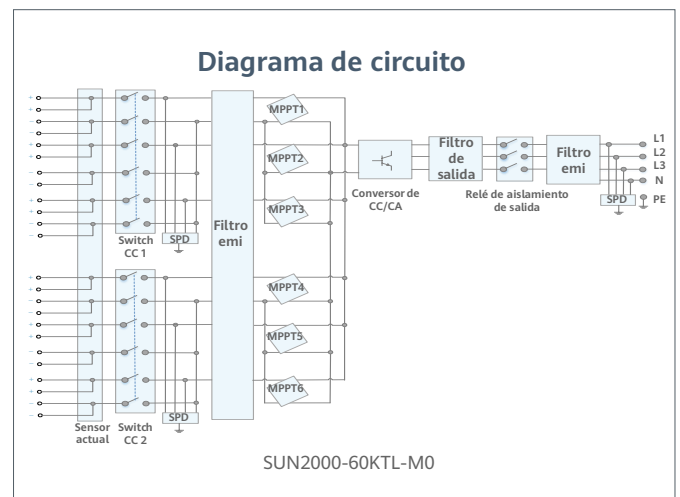 Diagrama de circuito
MPPT1
MPPT2
MPPT3
MPPT4
MPPT5
MPPT6
Switch
CC 1
SPD
Filtro
emi
Sensor
actual
Switch
CC 2
SPD
Conversor de
CC/CA
Filtro
de
salida
Relé de aislamiento
de salida
Filtro
emi
L1
L2
L3
N
SPD
PE
SUN2000-60KTL-M0